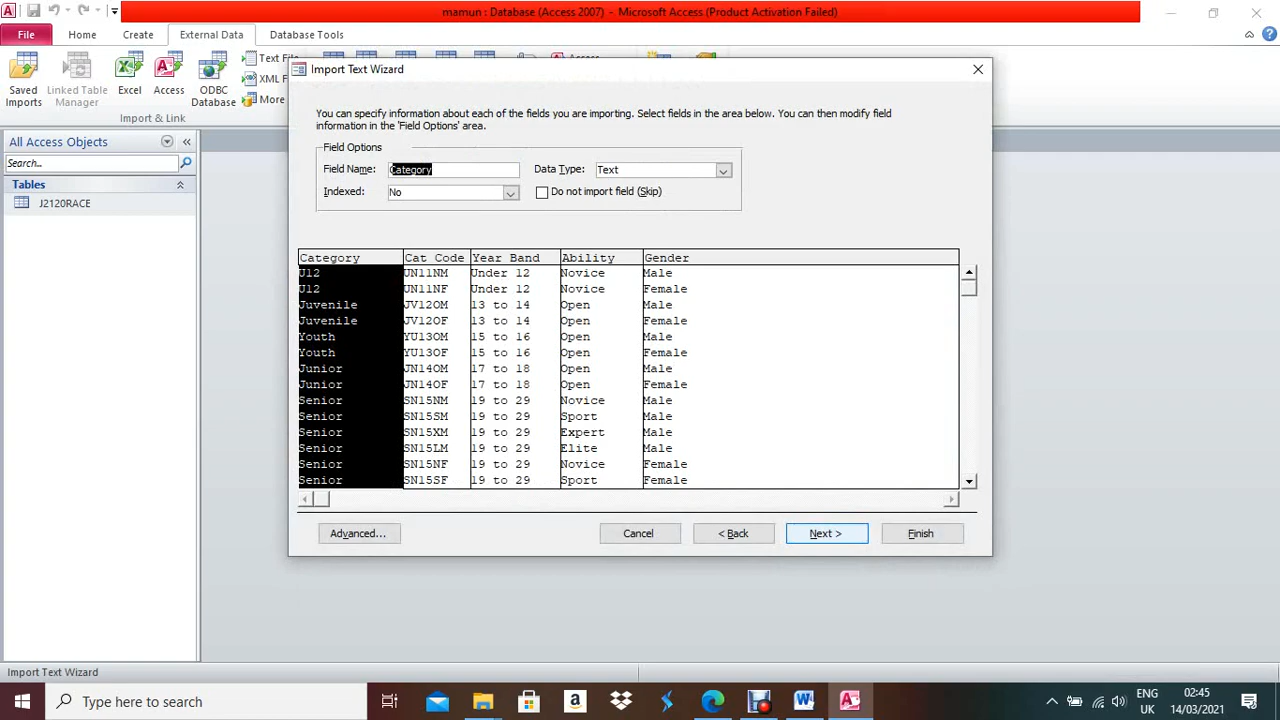 mamun : Database (Access 2007) - Microsoft Access (Product Activation Failed)
File Home Create External Data Database Tools
Saved Imports
Linked Table Manager
Excel
Access
ODBC Database
Text File
XML F
More
Import & Link
Access
All Access Objects
Search...
Tables
J2120RACE
Import Text Wizard
You can specify information about each of the fields you are importing. Select fields in the area below. You can then modify field
information in the 'Field Options' area.
Field Options
Field Name: Category Data Type: Text
Indexed: No Do not import field (Skip)
Category Cat Code Year Band Ability Gender
U12 UN11NM Under 12 Novice Male
U12 UN11NF Under 12 Novice Female
Juvenile JV12OM 13 to 14 Open Male
Juvenile JV12OF 13 to 14 Open Female
Youth YU13OM 15 to 16 Open Male
Youth YU13OF 15 to 16 Open Female
Junior JN14OM 17 to 18 Open Male
Junior JN14OF 17 to 18 Open Female
Senior SN15NM 19 to 29 Novice Male
Senior SN15SM 19 to 29 Sport Male
Senior SN15XM 19 to 29 Expert Male
Senior SN15LM 19 to 29 Elite Male
Senior SN15NF 19 to 29 Novice Female
Senior SN15SF 19 to 29 Sport Female
Advanced... Cancel < Back Next > Finish
Import Text Wizard
Type here to search
ENG
UK
02:45
14/03/2021